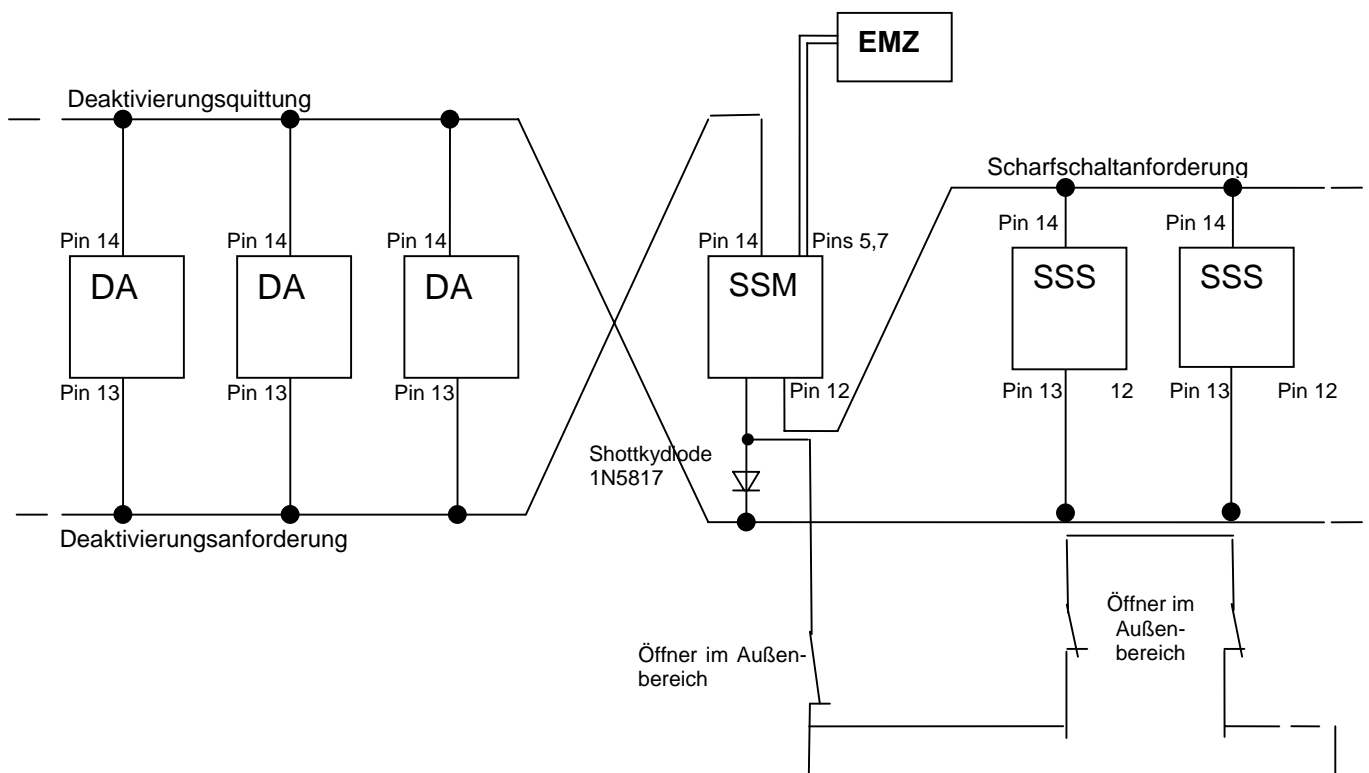 EMZ
Deaktivierungsquittung
Scharfschaltanforderung
Pin 14
Pin 14
Pin 14
Pin 14
Pins 5,7
Pin 14
Pin 14
DA
DA
DA
SSM
SSS
SSS
Pin 13
Pin 13
Pin 13
Pin 12
Pin 13
12
Pin 13
Pin 12
Shottkydiode
1N5817
Deaktivierungsanforderung
Öffner im Außen-
bereich
Öffner im
Außen-
bereich